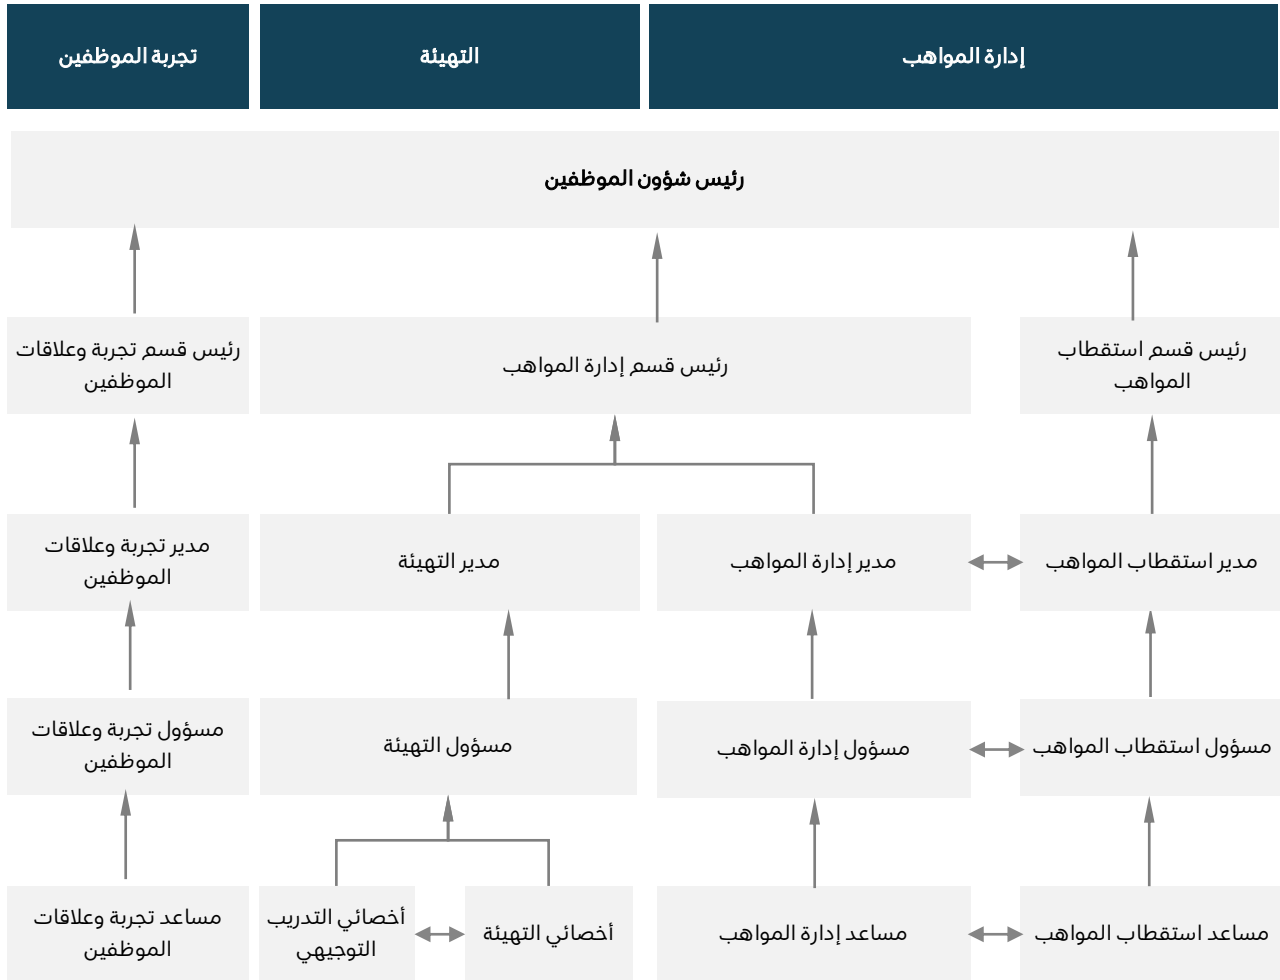 إدارة المواهب
التهيئة
تجربة الموظفين
رئيس شؤون الموظفين
رئيس قسم استقطاب
المواهب
رئيس قسم إدارة المواهب
رئيس قسم تجربة وعلاقات
الموظفين
مدير استقطاب المواهب
مدير إدارة المواهب
مدير التهيئة
مدير تجربة وعلاقات
الموظفين
مسؤول استقطاب المواهب
مسؤول إدارة المواهب
مسؤول التهيئة
مسؤول تجربة وعلاقات
الموظفين
مساعد استقطاب المواهب
مساعد إدارة المواهب
أخصائي التهيئة
أخصائي التدريب
التوجيهي
مساعد تجربة وعلاقات
الموظفين